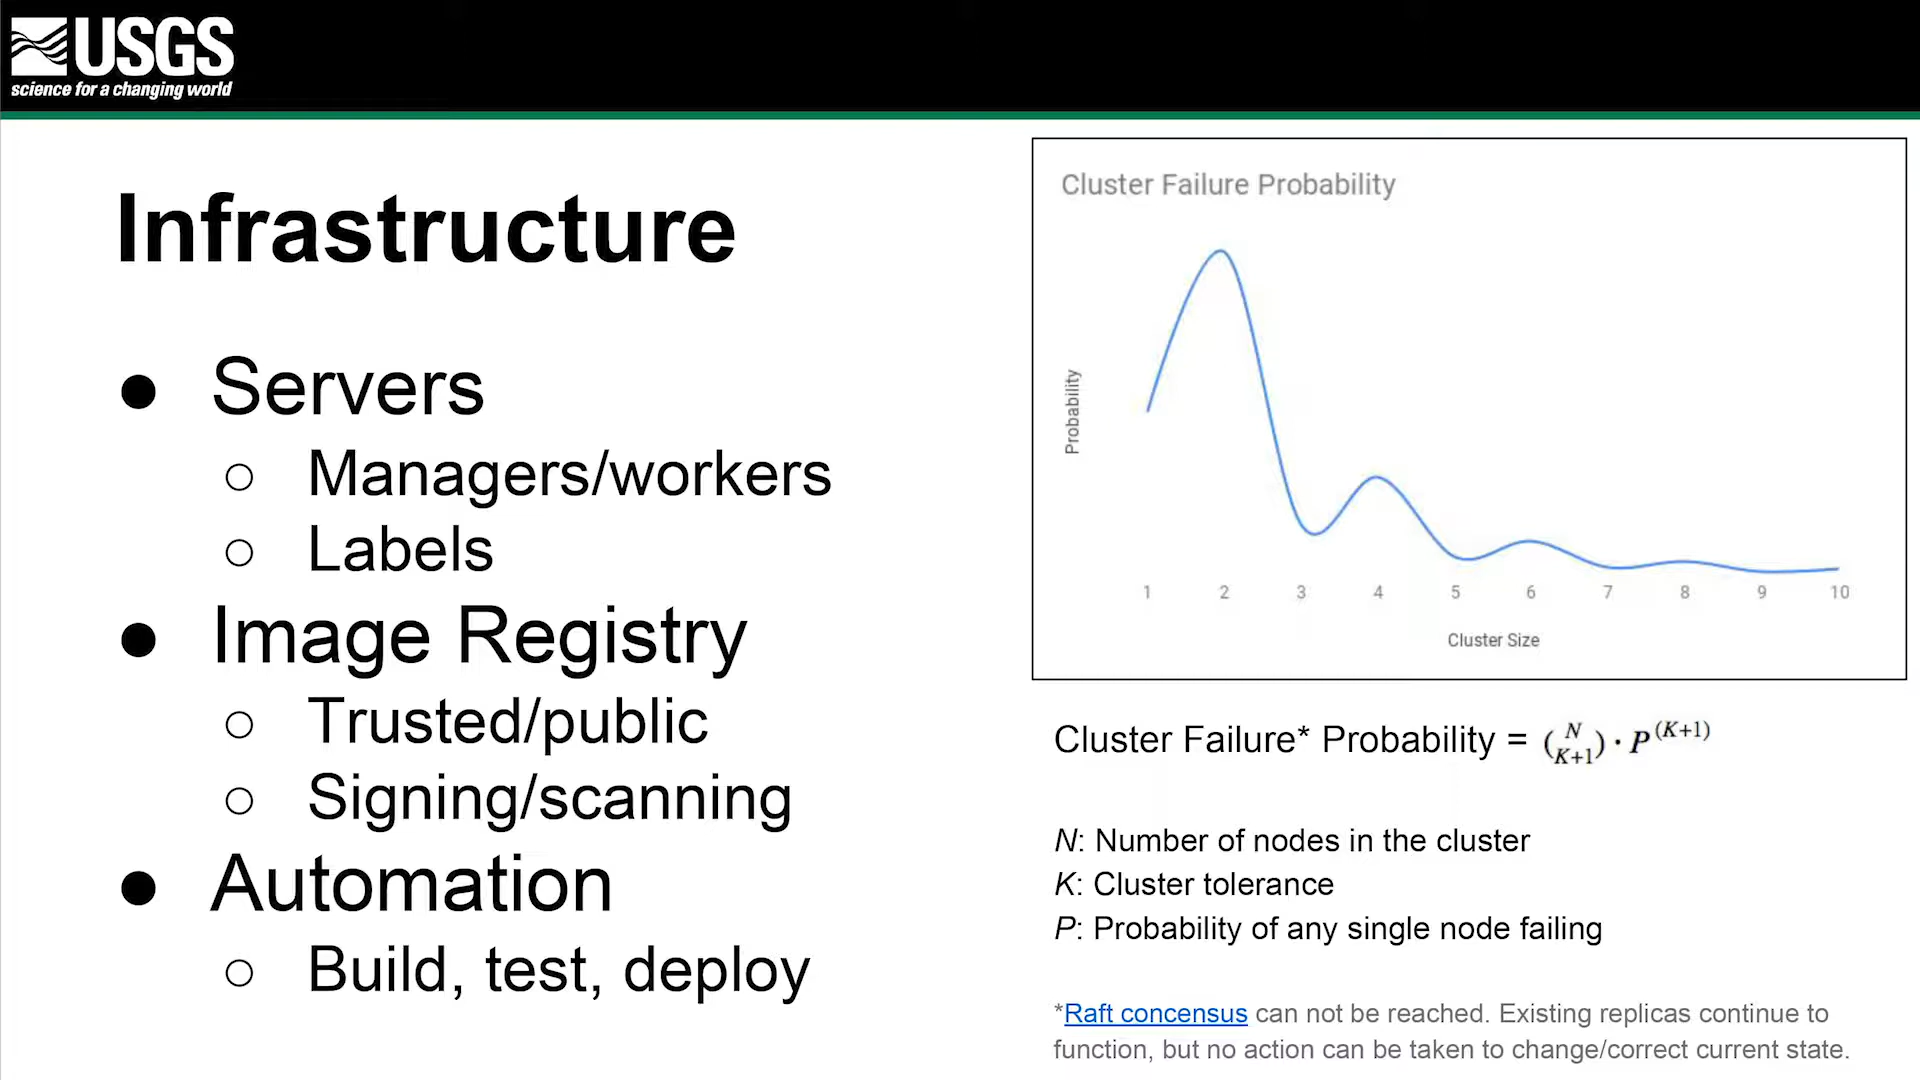 USGS
science for a changing world
Infrastructure
● Servers
○ Managers/workers
○ Labels
● Image Registry
○ Trusted/public
○ Signing/scanning
● Automation
○ Build, test, deploy
Cluster Failure Probability
Probability
1 2 3 4 5 6 7 8 9 10
Cluster Size
Cluster Failure* Probability = (N K+1) · P^(K+1)
N: Number of nodes in the cluster
K: Cluster tolerance
P: Probability of any single node failing
*Raft concensus can not be reached. Existing replicas continue to
function, but no action can be taken to change/correct current state.